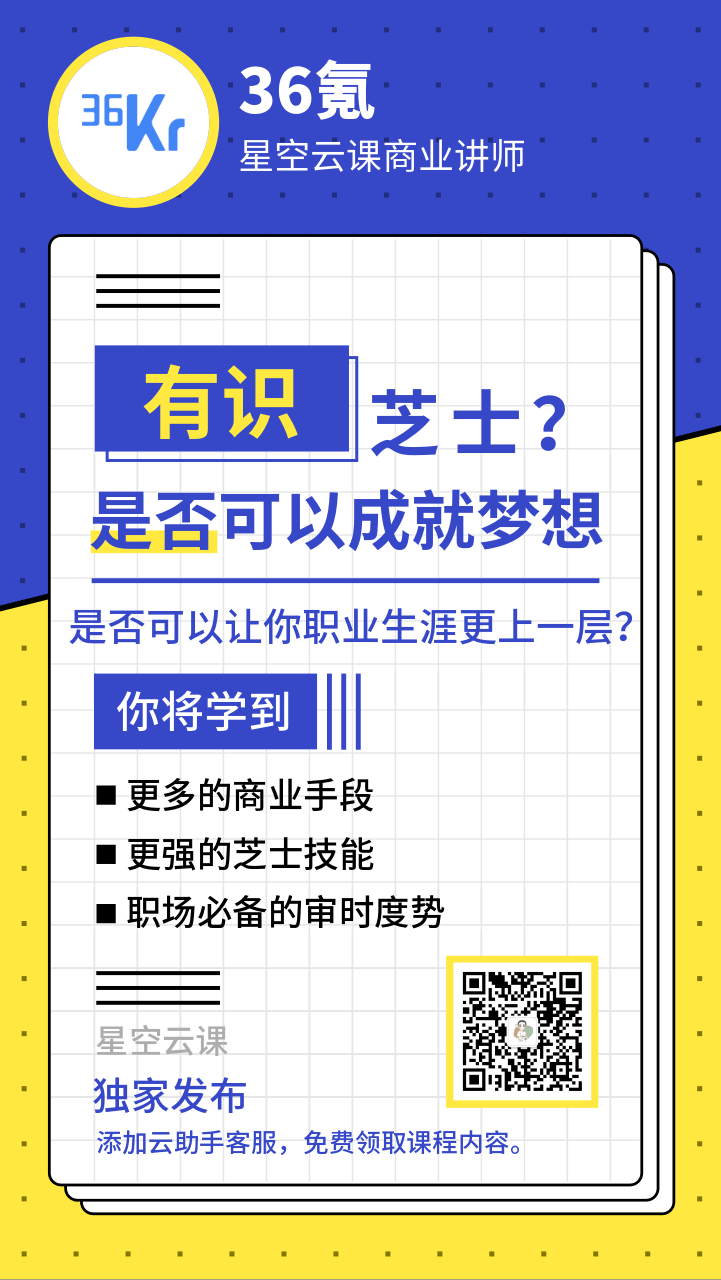 36Kr
36氪
星空云课商业讲师
有识
芝士？
是否可以成就梦想
是否可以让你职业生涯更上一层？
你将学到
■ 更多的商业手段
■ 更强的芝士技能
■ 职场必备的审时度势
星空云课
独家发布
添加云助手客服，免费领取课程内容。